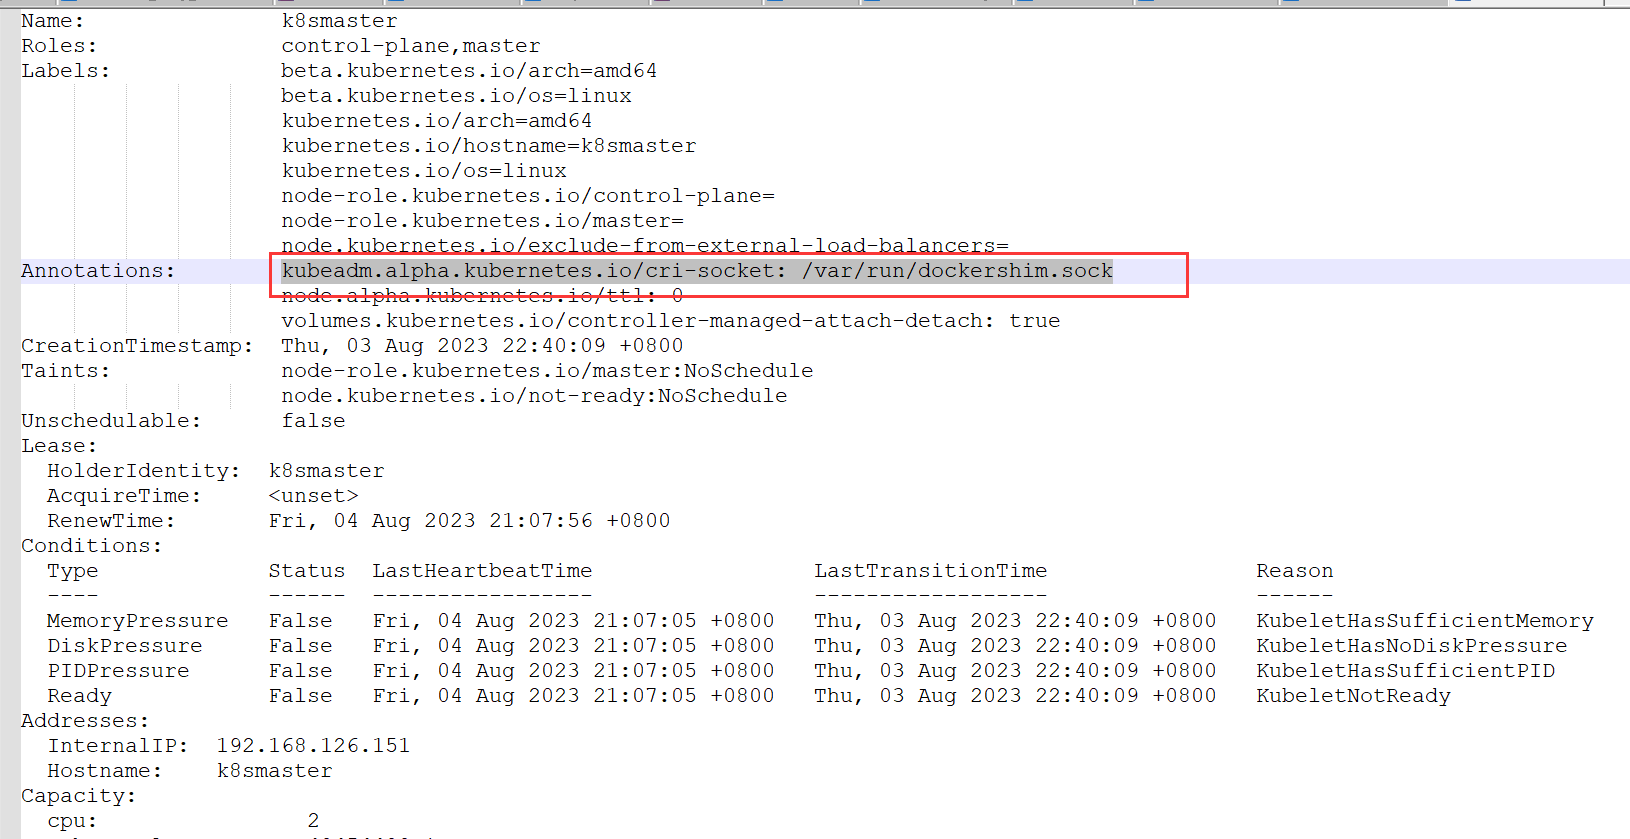 Name: k8smaster
Roles: control-plane,master
Labels: beta.kubernetes.io/arch=amd64
beta.kubernetes.io/os=linux
kubernetes.io/arch=amd64
kubernetes.io/hostname=k8smaster
kubernetes.io/os=linux
node-role.kubernetes.io/control-plane=
node-role.kubernetes.io/master=
node.kubernetes.io/exclude-from-external-load-balancers=
Annotations: kubeadm.alpha.kubernetes.io/cri-socket: /var/run/dockershim.sock
node.alpha.kubernetes.io/ttl: 0
volumes.kubernetes.io/controller-managed-attach-detach: true
CreationTimestamp: Thu, 03 Aug 2023 22:40:09 +0800
Taints: node-role.kubernetes.io/master:NoSchedule
node.kubernetes.io/not-ready:NoSchedule
Unschedulable: false
Lease:
HolderIdentity: k8smaster
AcquireTime: <unset>
RenewTime: Fri, 04 Aug 2023 21:07:56 +0800
Conditions:
Type Status LastHeartbeatTime LastTransitionTime Reason
---- ------ ----------------- ------------------ ------
MemoryPressure False Fri, 04 Aug 2023 21:07:05 +0800 Thu, 03 Aug 2023 22:40:09 +0800 KubeletHasSufficientMemory
DiskPressure False Fri, 04 Aug 2023 21:07:05 +0800 Thu, 03 Aug 2023 22:40:09 +0800 KubeletHasNoDiskPressure
PIDPressure False Fri, 04 Aug 2023 21:07:05 +0800 Thu, 03 Aug 2023 22:40:09 +0800 KubeletHasSufficientPID
Ready False Fri, 04 Aug 2023 21:07:05 +0800 Thu, 03 Aug 2023 22:40:09 +0800 KubeletNotReady
Addresses:
InternalIP: 192.168.126.151
Hostname: k8smaster
Capacity:
cpu: 2